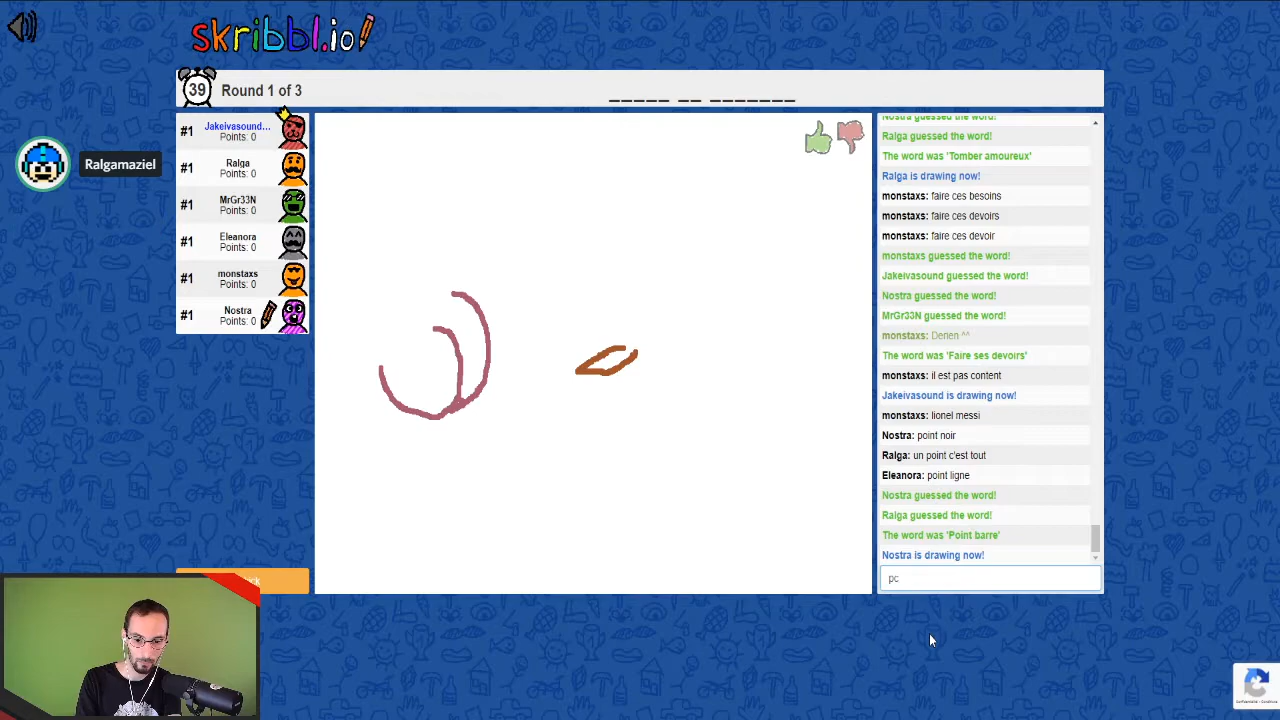 skribbl.io
39
Round 1 of 3
_____ __ _______
#1 Jakeivasound...
Points: 0
#1 Ralga
Points: 0
#1 MrGr33N
Points: 0
#1 Eleanora
Points: 0
#1 monstaxs
Points: 0
#1 Nostra
Points: 0
Ralgamaziel
Nostra guessed the word!
Ralga guessed the word!
The word was 'Tomber amoureux'
Ralga is drawing now!
monstaxs: faire ces besoins
monstaxs: faire ces devoirs
monstaxs: faire ces devoir
monstaxs guessed the word!
Jakeivasound guessed the word!
Nostra guessed the word!
MrGr33N guessed the word!
monstaxs: Denen ^^
The word was 'Faire ses devoirs'
monstaxs: il est pas content
Jakeivasound is drawing now!
monstaxs: lionel messi
Nostra: point noir
Ralga: un point c'est tout
Eleanora: point ligne
Nostra guessed the word!
Ralga guessed the word!
The word was 'Point barre'
Nostra is drawing now!
pc